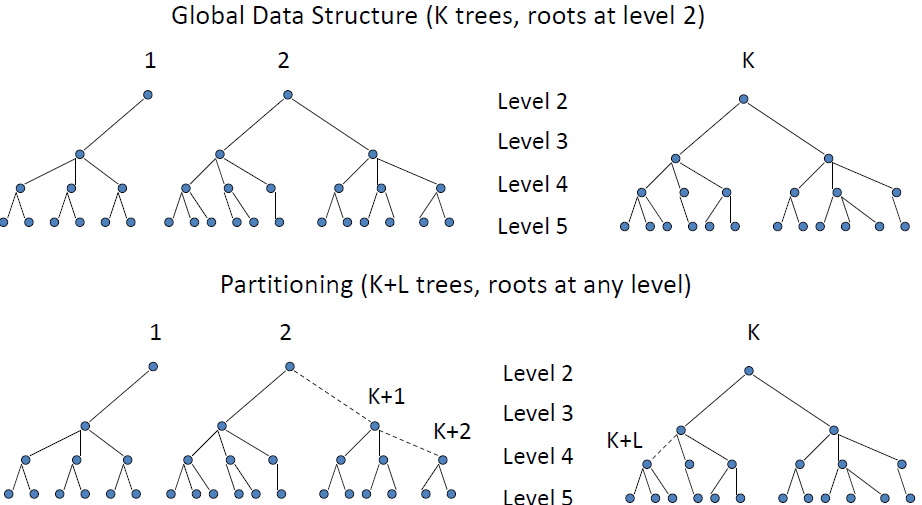 Global Data Structure (K trees, roots at level 2)
1 2 K
Level 2
Level 3
Level 4
Level 5
Partitioning (K+L trees, roots at any level)
1 2 K
Level 2
K+1
Level 3
K+2
K+L
Level 4
Level 5